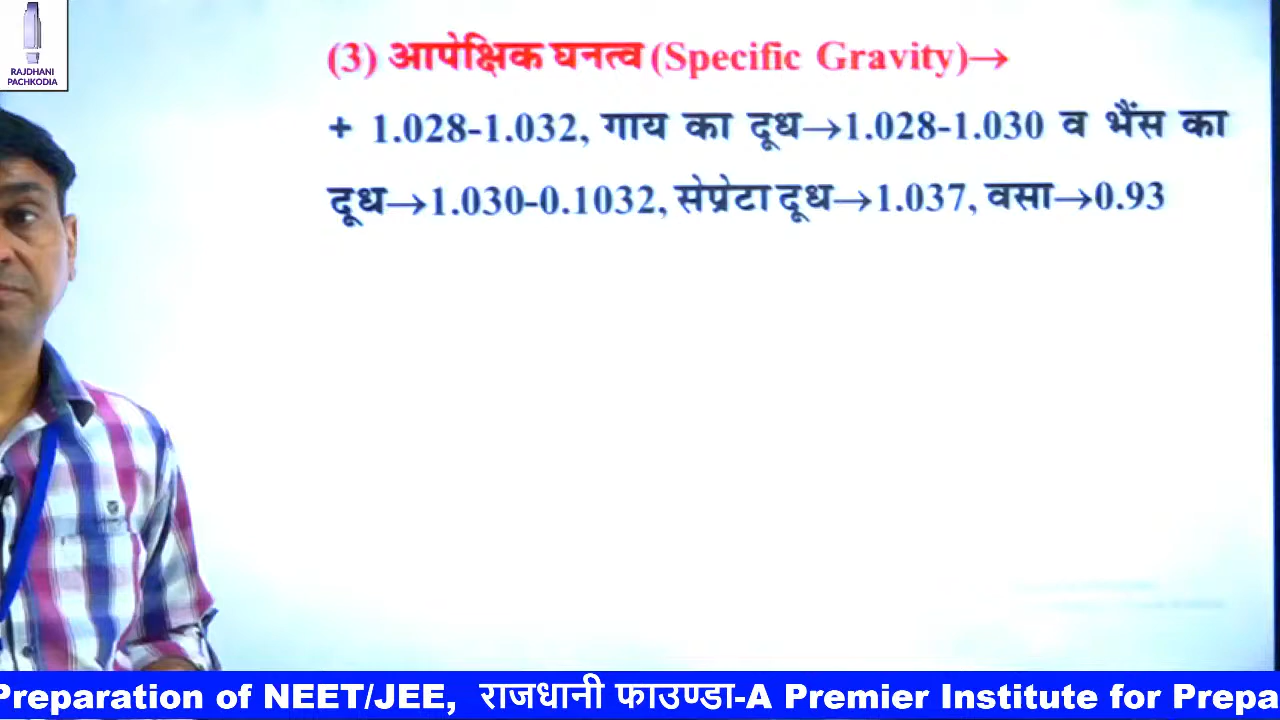 RAJDHANI
PACHKODIA
(3) आपेक्षिक घनत्व (Specific Gravity)→
+ 1.028-1.032, गाय का दूध→1.028-1.030 व भैंस का
दूध→1.030-0.1032, सेप्रेटा दूध→1.037, वसा→0.93
Preparation of NEET/JEE, राजधानी फाउण्डा-A Premier Institute for Prepa